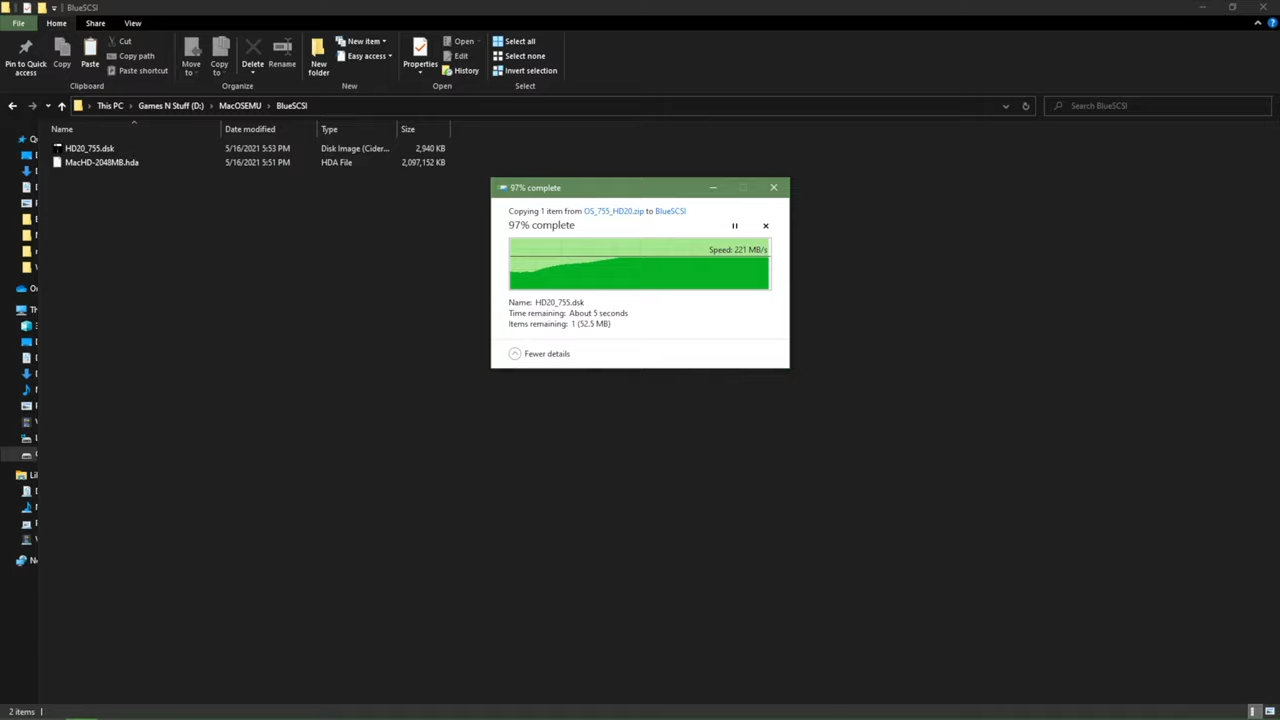 BlueSCSI
File Home Share View
Pin to Quick access
Copy
Paste
Cut
Copy path
Paste shortcut
Clipboard
Move to
Copy to
Delete
Rename
Organize
New folder
New item
Easy access
New
Properties
Open
Edit
History
Open
Select all
Select none
Invert selection
Select
This PC > Games N Stuff (D:) > MacOSEMU > BlueSCSI
Search BlueSCSI
Name Date modified Type Size
HD20_755.dsk 5/16/2021 5:53 PM Disk Image (Cider... 2,940 KB
MacHD-2048MB.hda 5/16/2021 5:51 PM HDA File 2,097,152 KB
97% complete
Copying 1 item from OS_755_HD20.zip to BlueSCSI
97% complete
Speed: 221 MB/s
Name: HD20_755.dsk
Time remaining: About 5 seconds
Items remaining: 1 (52.5 MB)
Fewer details
2 items